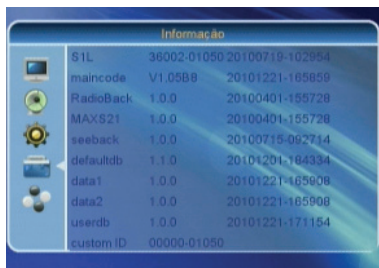 Informação
S1L 36002-01050 20100719-102954
maincode V1.05B8 20101221-165859
RadioBack 1.0.0 20100401-155728
MAXS21 1.0.0 20100401-155728
seeback 1.0.0 20100715-092714
defaultdb 1.1.0 20101201-184334
data1 1.0.0 20101221-165908
data2 1.0.0 20101221-165908
userdb 1.0.0 20101221-171154
custom ID 00000-01050